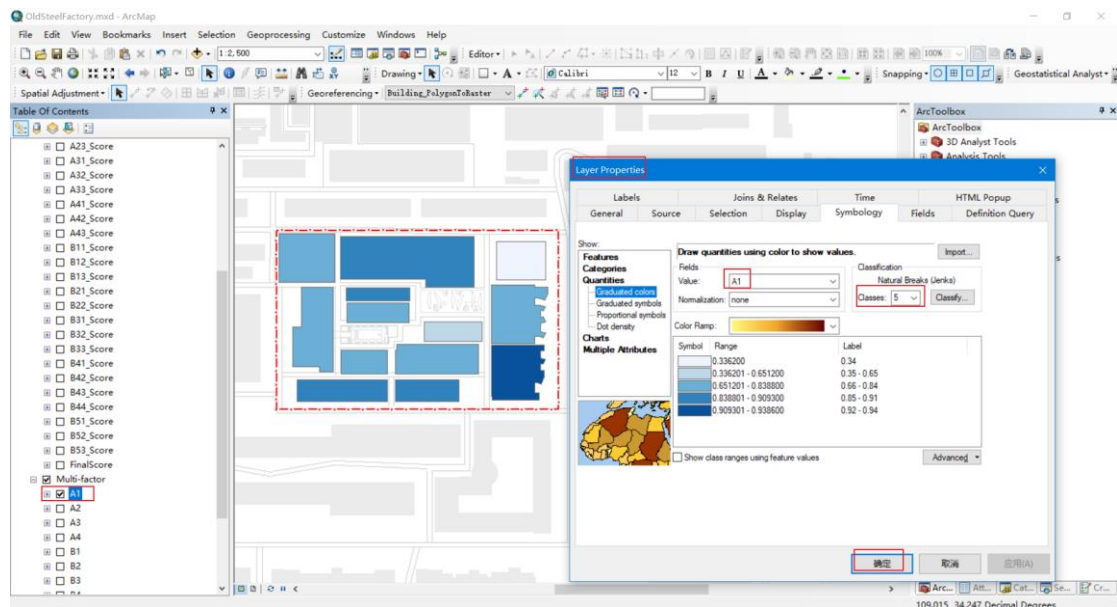 OldSteelFactory.mxd - ArcMap
File Edit View Bookmarks Insert Selection Geoprocessing Customize Windows Help
1:2,500
Editor
100%
Drawing
A
Calibri
12
B I U A
Snapping
Geostatistical Analyst
Spatial Adjustment
Georeferencing
Building_PolygonToRaster
Table Of Contents
A23_Score
A31_Score
A32_Score
A33_Score
A41_Score
A42_Score
A43_Score
B11_Score
B12_Score
B13_Score
B21_Score
B22_Score
B31_Score
B32_Score
B33_Score
B41_Score
B42_Score
B43_Score
B44_Score
B51_Score
B52_Score
B53_Score
FinalScore
Multi-factor
A1
A2
A3
A4
B1
B2
B3
ArcToolbox
ArcToolbox
3D Analyst Tools
Analysis Tools
Layer Properties
Labels Joins & Relates Time HTML Popup
General Source Selection Display Symbology Fields Definition Query
Show:
Features
Categories
Quantities
Graduated colors
Graduated symbols
Proportional symbols
Dot density
Charts
Multiple Attributes
Draw quantities using color to show values.
Import...
Fields
Value: A1
Normalization: none
Classification
Natural Breaks (Jenks)
Classes: 5
Classify...
Color Ramp:
Symbol Range Label
0.336200 0.34
0.336201 - 0.651200 0.35 - 0.65
0.651201 - 0.838800 0.66 - 0.84
0.838801 - 0.909300 0.85 - 0.91
0.909301 - 0.938600 0.92 - 0.94
Show class ranges using feature values
Advanced
确定 取消 应用(A)
Arc... Att... Cat... Se... Cr...
109.015 34.247 Decimal Degrees